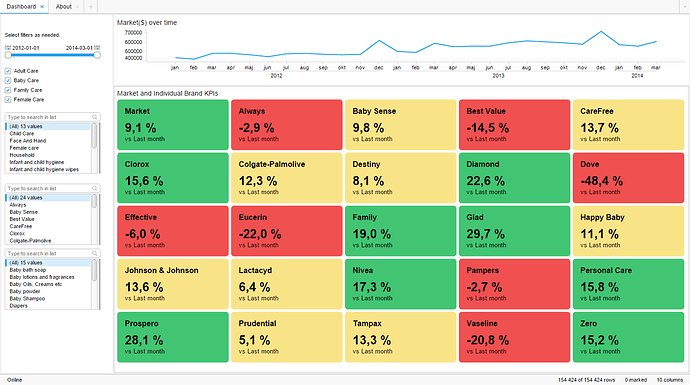 Dashboard
About
Select filters as needed:
2012-01-01
2014-03-01
Adult Care
Baby Care
Family Care
Female Care
Type to search in list
(All) 13 values
Child Care
Face And Hand
Female care
Household
Infant and child hygiene
Infant and child hygiene wipes
Type to search in list
(All) 24 values
Always
Baby Sense
Best Value
CareFree
Clorox
Colgate-Palmolive
Type to search in list
(All) 15 values
Baby bath soap
Baby lotions and fragrances
Baby Oils, Creams etc
Baby powder
Baby Shampoo
Diapers
Market($) over time
700000
600000
500000
400000
jan feb mar apr maj jun jul aug sep okt nov dec jan feb mar apr maj jun jul aug sep okt nov dec jan feb mar
2012 2013 2014
Market and Individual Brand KPIs
Market Always Baby Sense Best Value CareFree
9,1 % -2,9 % 9,8 % -14,5 % 13,7 %
vs Last month vs Last month vs Last month vs Last month vs Last month
Clorox Colgate-Palmolive Destiny Diamond Dove
15,6 % 12,3 % 8,1 % 22,6 % -48,4 %
vs Last month vs Last month vs Last month vs Last month vs Last month
Effective Eucerin Family Glad Happy Baby
-6,0 % -22,0 % 19,0 % 29,7 % 11,1 %
vs Last month vs Last month vs Last month vs Last month vs Last month
Johnson & Johnson Lactacyd Nivea Pampers Personal Care
13,6 % 6,4 % 17,3 % -2,7 % 15,8 %
vs Last month vs Last month vs Last month vs Last month vs Last month
Prospero Prudential Tampax Vaseline Zero
28,1 % 5,1 % 13,3 % -20,8 % 15,2 %
vs Last month vs Last month vs Last month vs Last month vs Last month
Online
154 424 of 154 424 rows 0 marked 10 columns